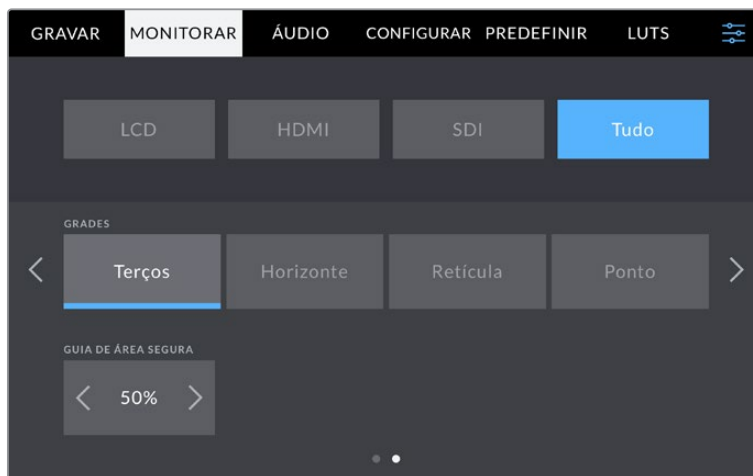 GRAVAR MONITORAR ÁUDIO CONFIGURAR PREDEFINIR LUTS
LCD HDMI SDI Tudo
GRADES
Terços Horizonte Retícula Ponto
GUIA DE ÁREA SEGURA
50%